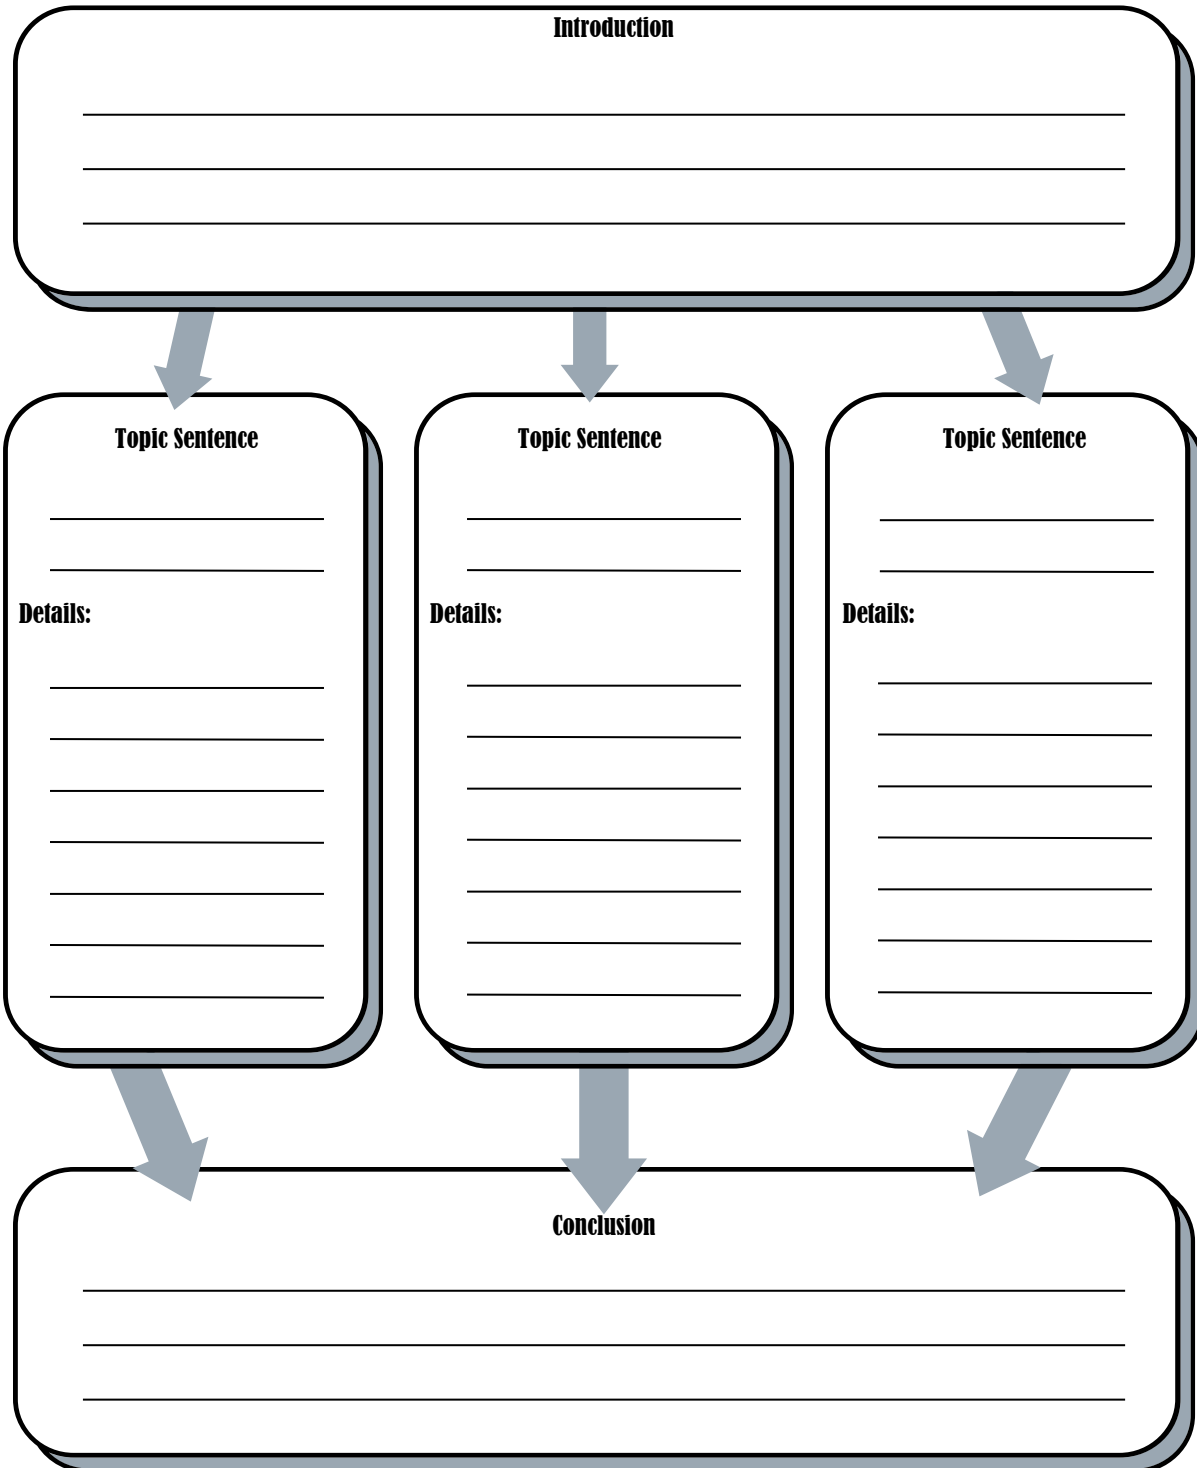 Introduction
Topic Sentence
Details:
Topic Sentence
Details:
Topic Sentence
Details:
Conclusion